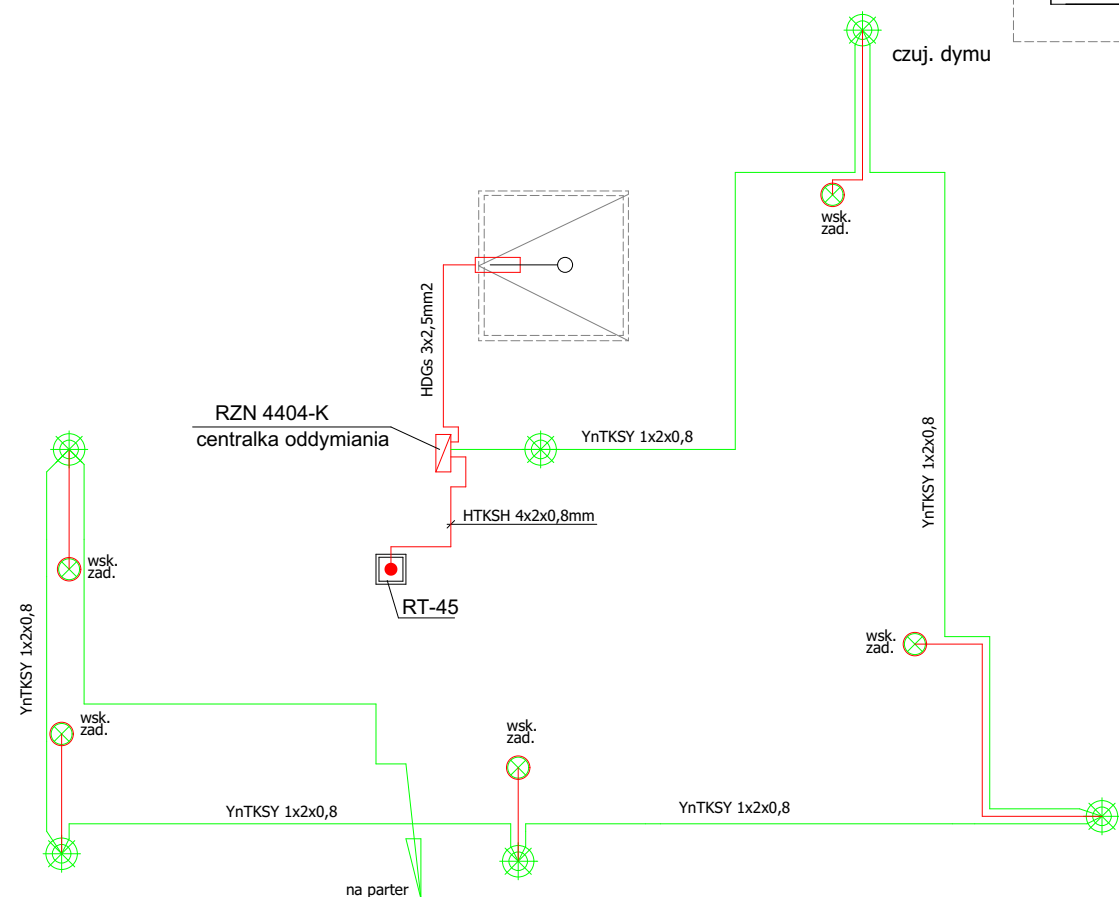 czuj. dymu
wsk.
zad.
HDGs 3x2,5mm2
RZN 4404-K
centralka oddymiania
YnTKSY 1x2x0,8
YnTKSY 1x2x0,8
HTKSH 4x2x0,8mm
wsk.
zad.
RT-45
YnTKSY 1x2x0,8
wsk.
zad.
wsk.
zad.
wsk.
zad.
YnTKSY 1x2x0,8
YnTKSY 1x2x0,8
na parter